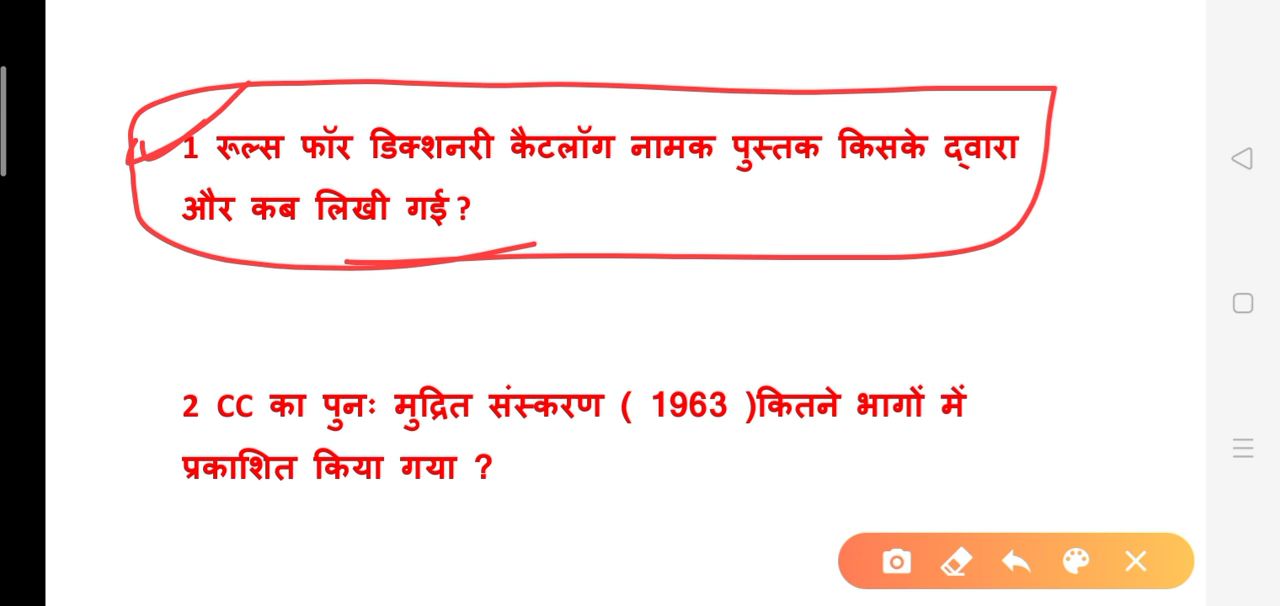 1 रूल्स फॉर डिक्शनरी कैटलॉग नामक पुस्तक किसके द्वारा
और कब लिखी गई ?
2 CC का पुनः मुद्रित संस्करण ( 1963 )कितने भागों में
प्रकाशित किया गया ?